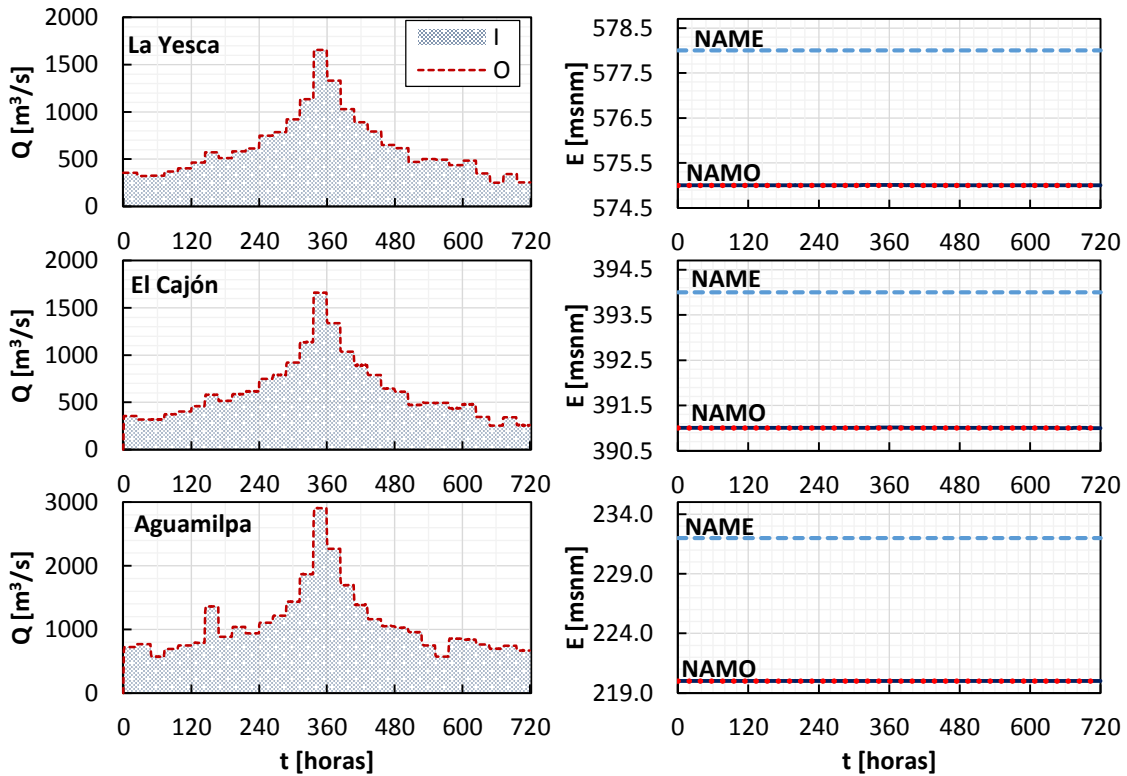 2000
1500
1000
500
0
Q [m³/s]
La Yesca
I
O
0 120 240 360 480 600 720
578.5
577.5
576.5
575.5
574.5
E [msnm]
NAME
NAMO
0 120 240 360 480 600 720
2000
1500
1000
500
0
Q [m³/s]
El Cajón
0 120 240 360 480 600 720
394.5
393.5
392.5
391.5
390.5
E [msnm]
NAME
NAMO
0 120 240 360 480 600 720
3000
2000
1000
0
Q [m³/s]
Aguamilpa
0 120 240 360 480 600 720
t [horas]
234.0
229.0
224.0
219.0
E [msnm]
NAME
NAMO
0 120 240 360 480 600 720
t [horas]